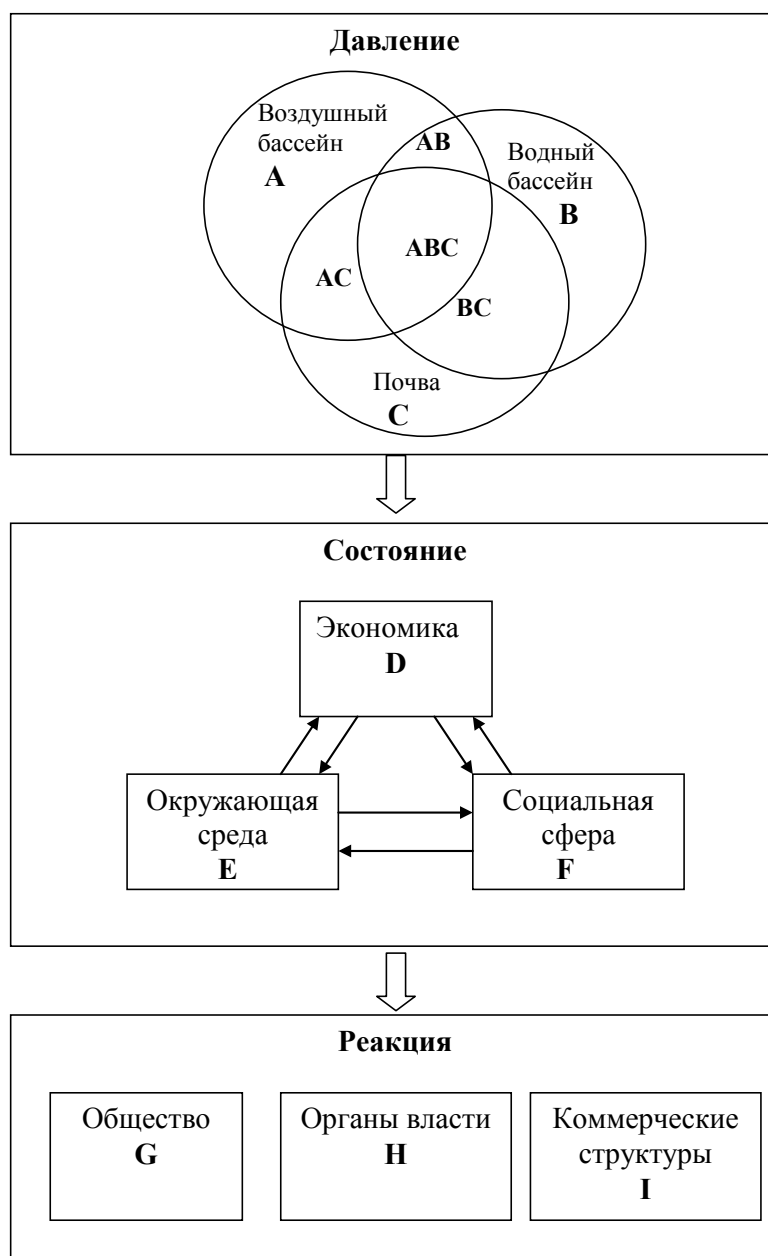 Давление
Воздушный
бассейн
A
AB
Водный
бассейн
B
ABC
AC
BC
Почва
C
Состояние
Экономика
D
Окружающая
среда
E
Социальная
сфера
F
Реакция
Общество
G
Органы власти
H
Коммерческие
структуры
I